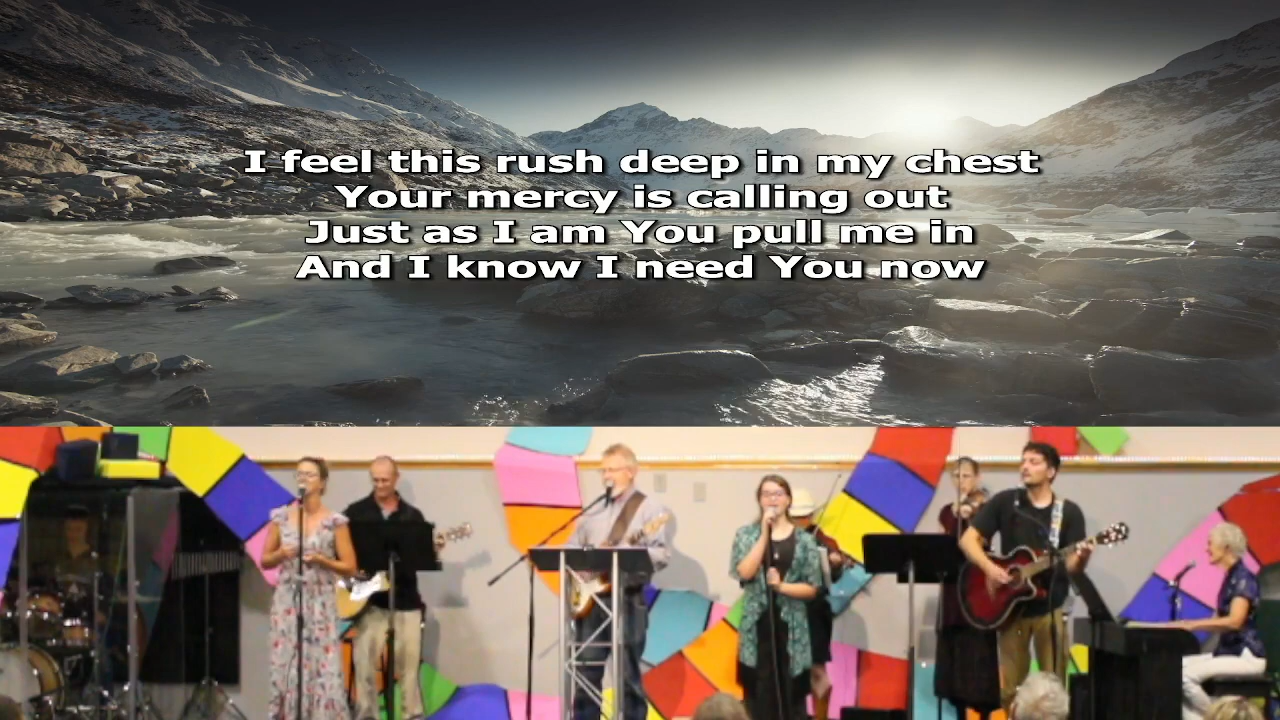 I feel this rush deep in my chest
Your mercy is calling out
Just as I am You pull me in
And I know I need You now